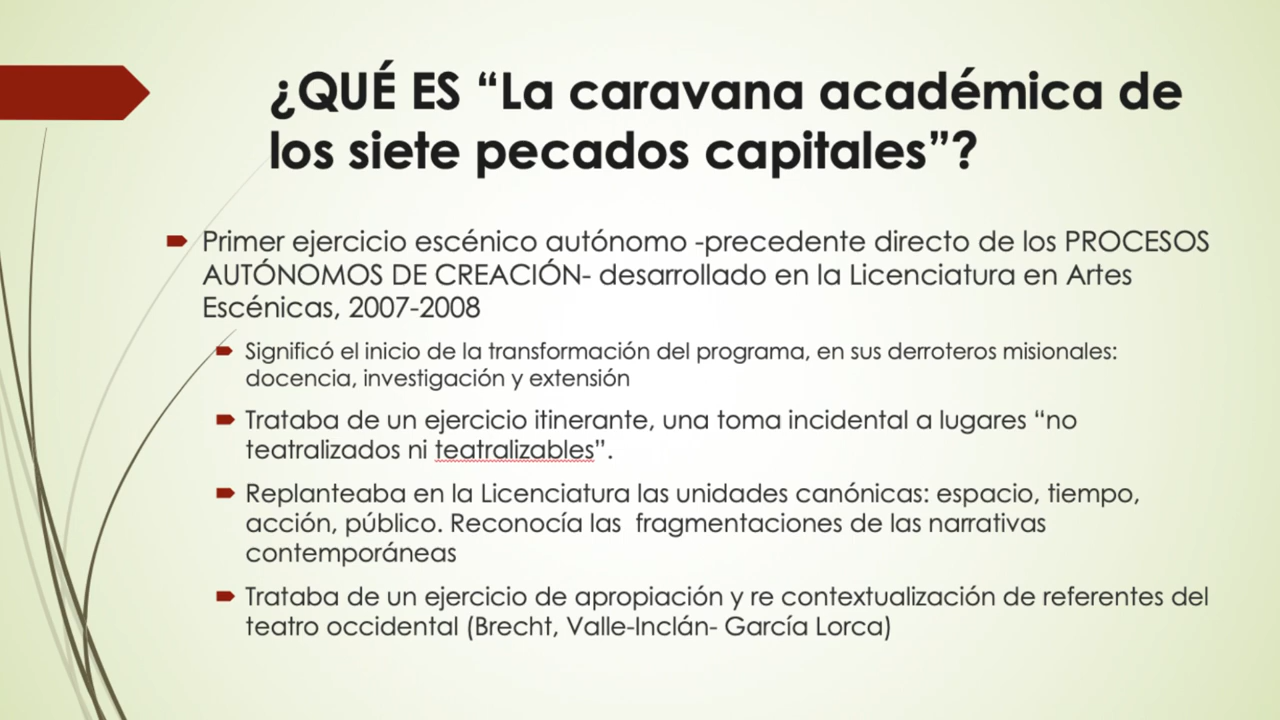 ¿QUÉ ES “La caravana académica de
los siete pecados capitales”?
Primer ejercicio escénico autónomo -precedente directo de los PROCESOS
AUTÓNOMOS DE CREACIÓN- desarrollado en la Licenciatura en Artes
Escénicas, 2007-2008
Significó el inicio de la transformación del programa, en sus derroteros misionales:
docencia, investigación y extensión
Trataba de un ejercicio itinerante, una toma incidental a lugares “no
teatralizados ni teatralizables”.
Replanteaba en la Licenciatura las unidades canónicas: espacio, tiempo,
acción, público. Reconocía las  fragmentaciones de las narrativas
contemporáneas
Trataba de un ejercicio de apropiación y re contextualización de referentes del
teatro occidental (Brecht, Valle-Inclán- García Lorca)